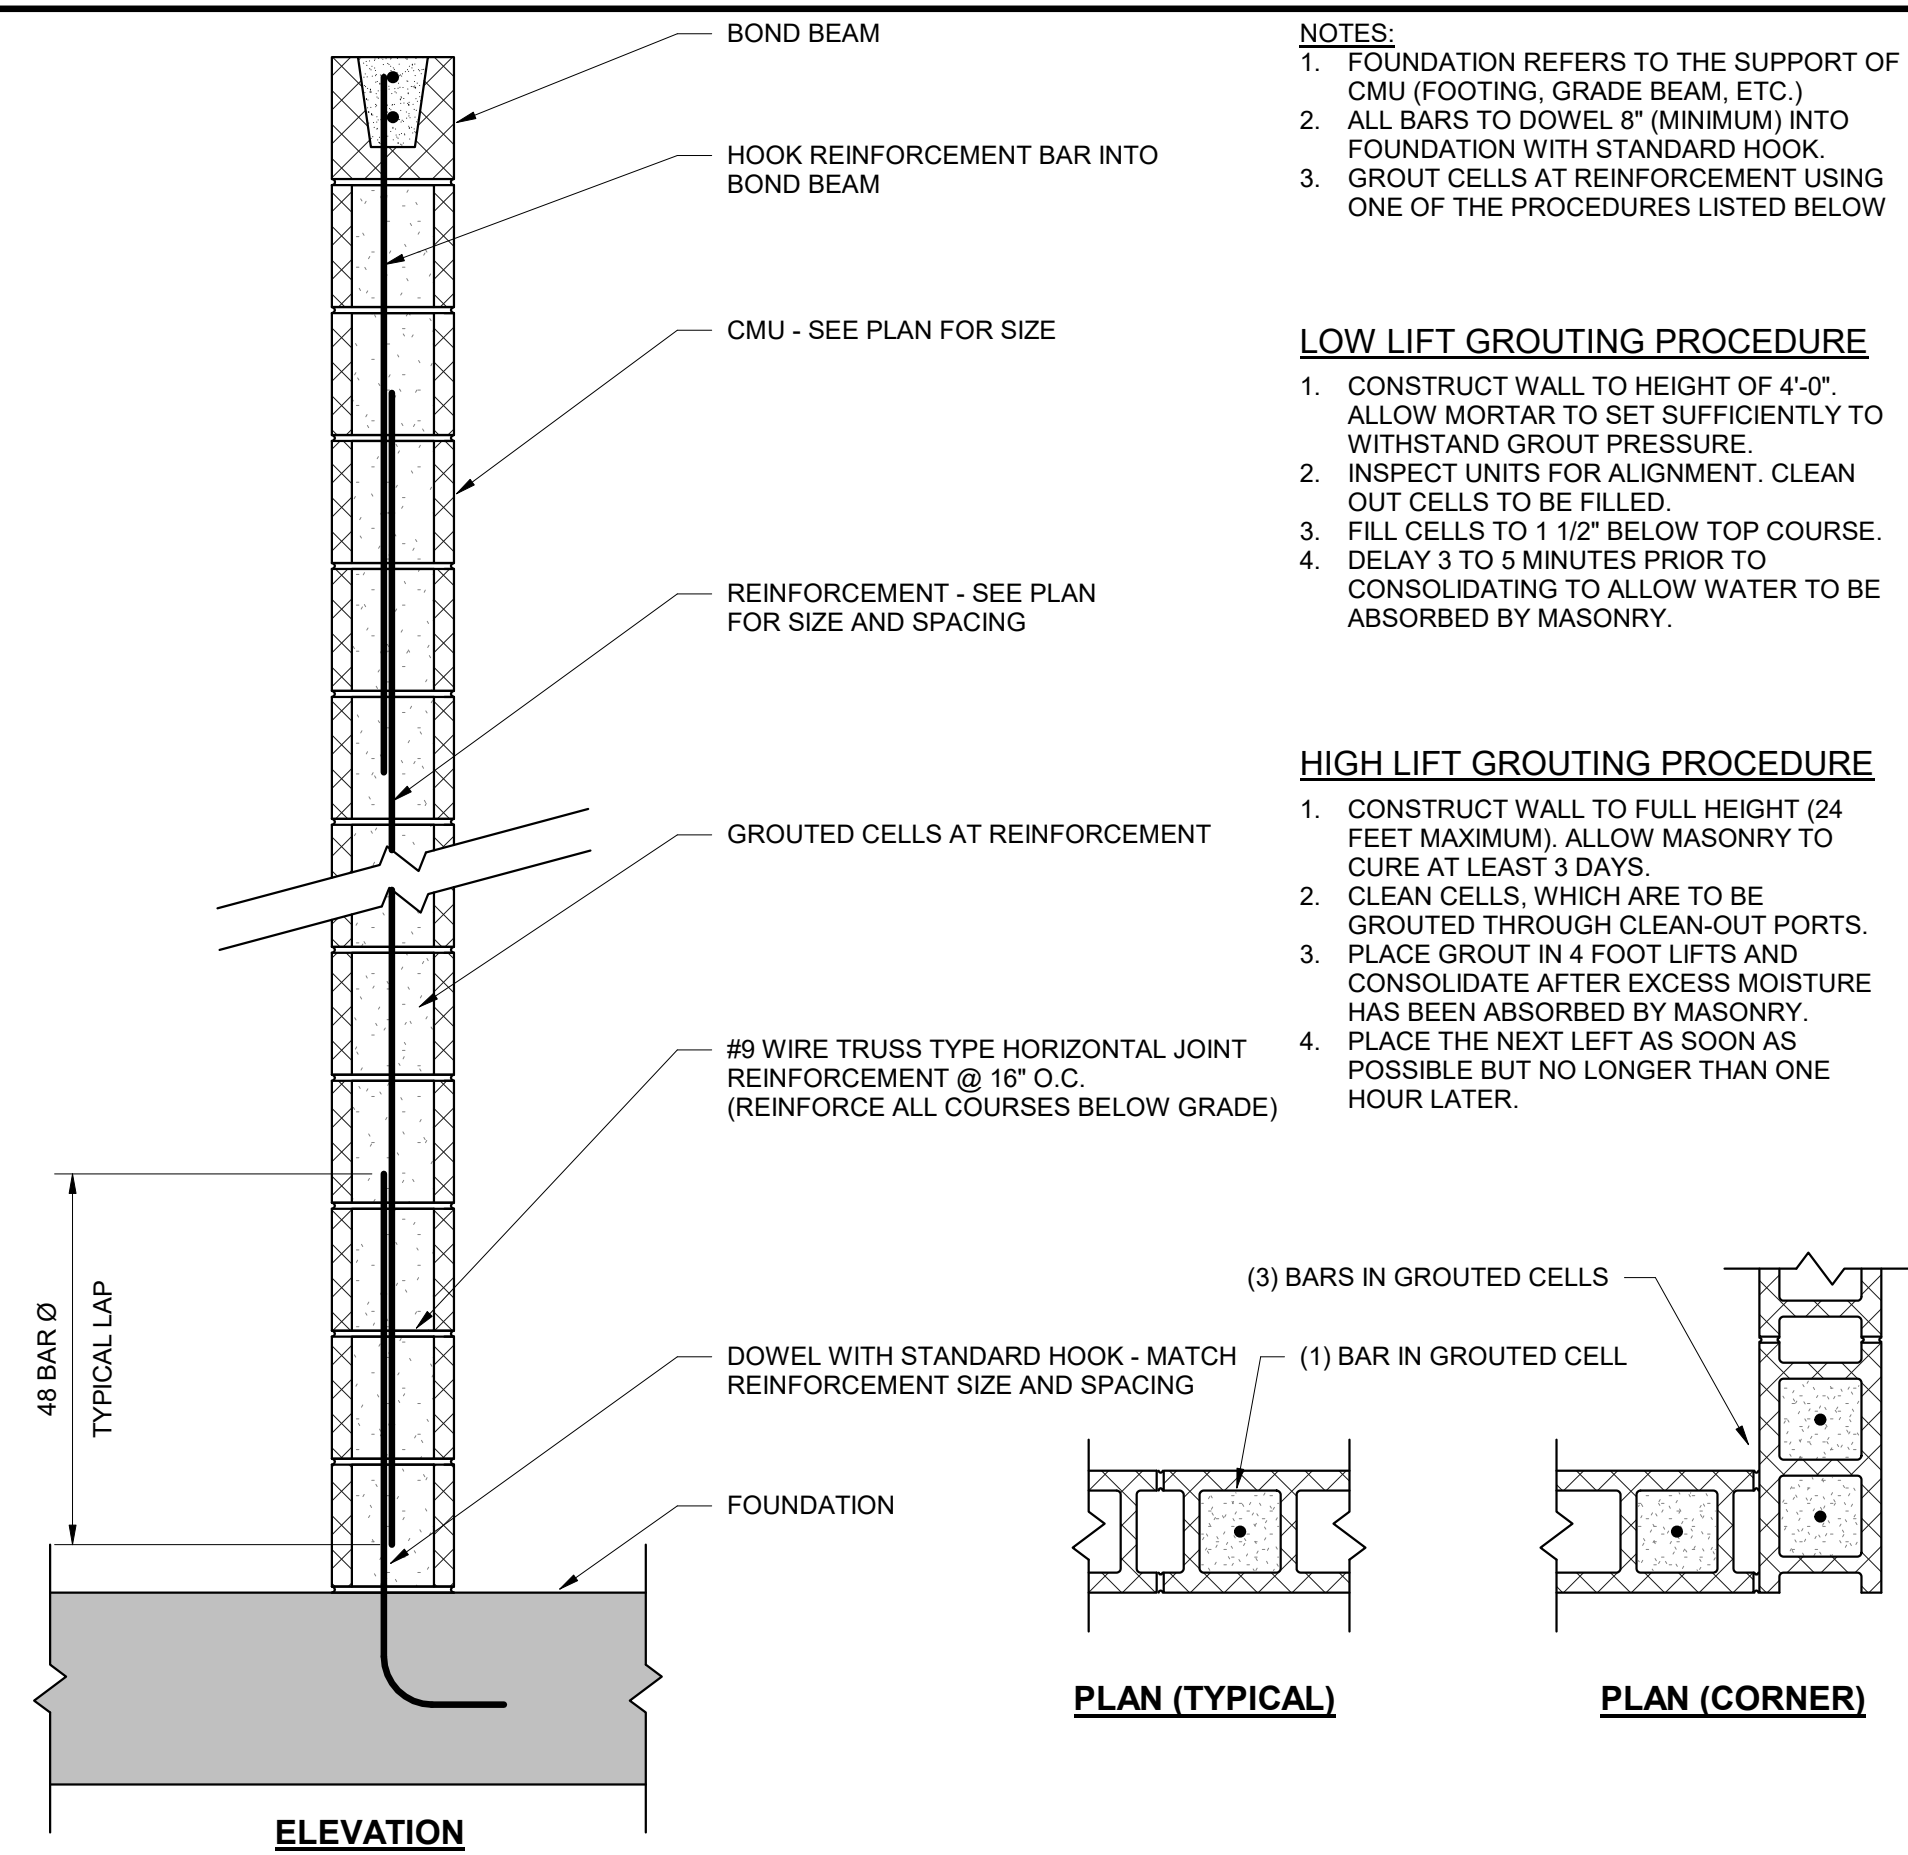 BOND BEAM
HOOK REINFORCEMENT BAR INTO
BOND BEAM
CMU - SEE PLAN FOR SIZE
REINFORCEMENT - SEE PLAN
FOR SIZE AND SPACING
GROUTED CELLS AT REINFORCEMENT
#9 WIRE TRUSS TYPE HORIZONTAL JOINT
REINFORCEMENT @ 16" O.C.
(REINFORCE ALL COURSES BELOW GRADE)
DOWEL WITH STANDARD HOOK - MATCH
REINFORCEMENT SIZE AND SPACING
FOUNDATION
48 BAR Ø
TYPICAL LAP
ELEVATION
NOTES:
1. FOUNDATION REFERS TO THE SUPPORT OF
CMU (FOOTING, GRADE BEAM, ETC.)
2. ALL BARS TO DOWEL 8" (MINIMUM) INTO
FOUNDATION WITH STANDARD HOOK.
3. GROUT CELLS AT REINFORCEMENT USING
ONE OF THE PROCEDURES LISTED BELOW
LOW LIFT GROUTING PROCEDURE
1. CONSTRUCT WALL TO HEIGHT OF 4'-0".
ALLOW MORTAR TO SET SUFFICIENTLY TO
WITHSTAND GROUT PRESSURE.
2. INSPECT UNITS FOR ALIGNMENT. CLEAN
OUT CELLS TO BE FILLED.
3. FILL CELLS TO 1 1/2" BELOW TOP COURSE.
4. DELAY 3 TO 5 MINUTES PRIOR TO
CONSOLIDATING TO ALLOW WATER TO BE
ABSORBED BY MASONRY.
HIGH LIFT GROUTING PROCEDURE
1. CONSTRUCT WALL TO FULL HEIGHT (24
FEET MAXIMUM). ALLOW MASONRY TO
CURE AT LEAST 3 DAYS.
2. CLEAN CELLS, WHICH ARE TO BE
GROUTED THROUGH CLEAN-OUT PORTS.
3. PLACE GROUT IN 4 FOOT LIFTS AND
CONSOLIDATE AFTER EXCESS MOISTURE
HAS BEEN ABSORBED BY MASONRY.
4. PLACE THE NEXT LEFT AS SOON AS
POSSIBLE BUT NO LONGER THAN ONE
HOUR LATER.
(3) BARS IN GROUTED CELLS
(1) BAR IN GROUTED CELL
PLAN (TYPICAL)
PLAN (CORNER)